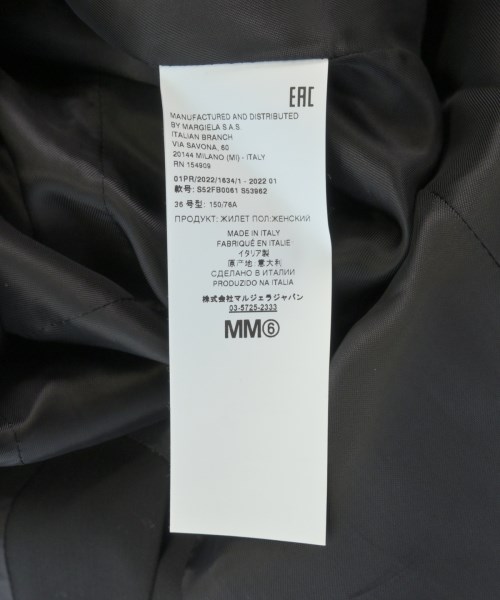 EAC
MANUFACTURED AND DISTRIBUTED
BY MARGIELA S.A.S.
ITALIAN BRANCH
VIA SAVONA, 60
20144 MILANO (MI) - ITALY
RN 154909
01PR/2022/1634/1 - 2022 01
款号: S52FB0061 S53962
36 号型: 150/76A
ПРОДУКТ: ЖИЛЕТ ПОЛ:ЖЕНСКИЙ
MADE IN ITALY
FABRIQUÉ EN ITALIE
イタリア製
原产地: 意大利
СДЕЛАНО В ИТАЛИИ
PRODUZIDO NA ITALIA
株式会社マルジェラジャパン
03-5725-2333
MM⑥